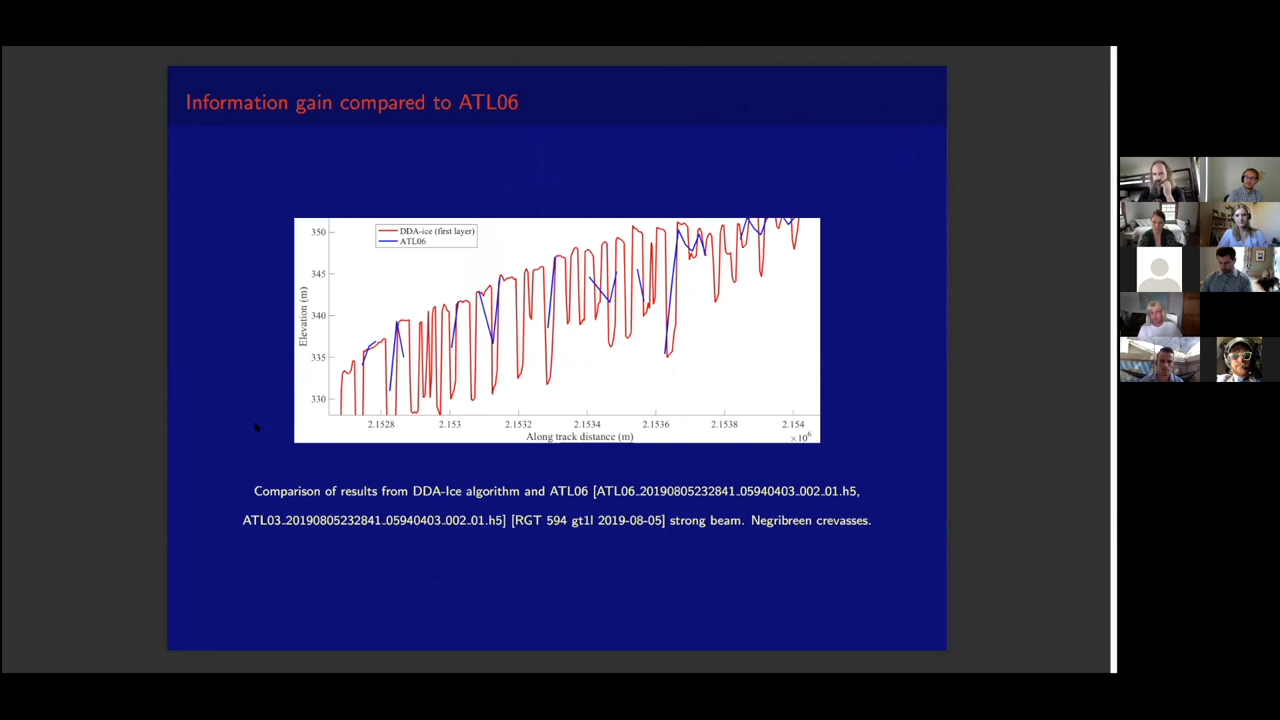 Information gain compared to ATL06
DDA-ice (first layer)
ATL06
350
345
340
335
330
Elevation (m)
2.1528 2.153 2.1532 2.1534 2.1536 2.1538 2.154
Along track distance (m)
×10⁶
Comparison of results from DDA-Ice algorithm and ATL06 [ATL06_20190805232841_05940403_002_01.h5,
ATL03_20190805232841_05940403_002_01.h5] [RGT 594 gt1l 2019-08-05] strong beam. Negribreen crevasses.